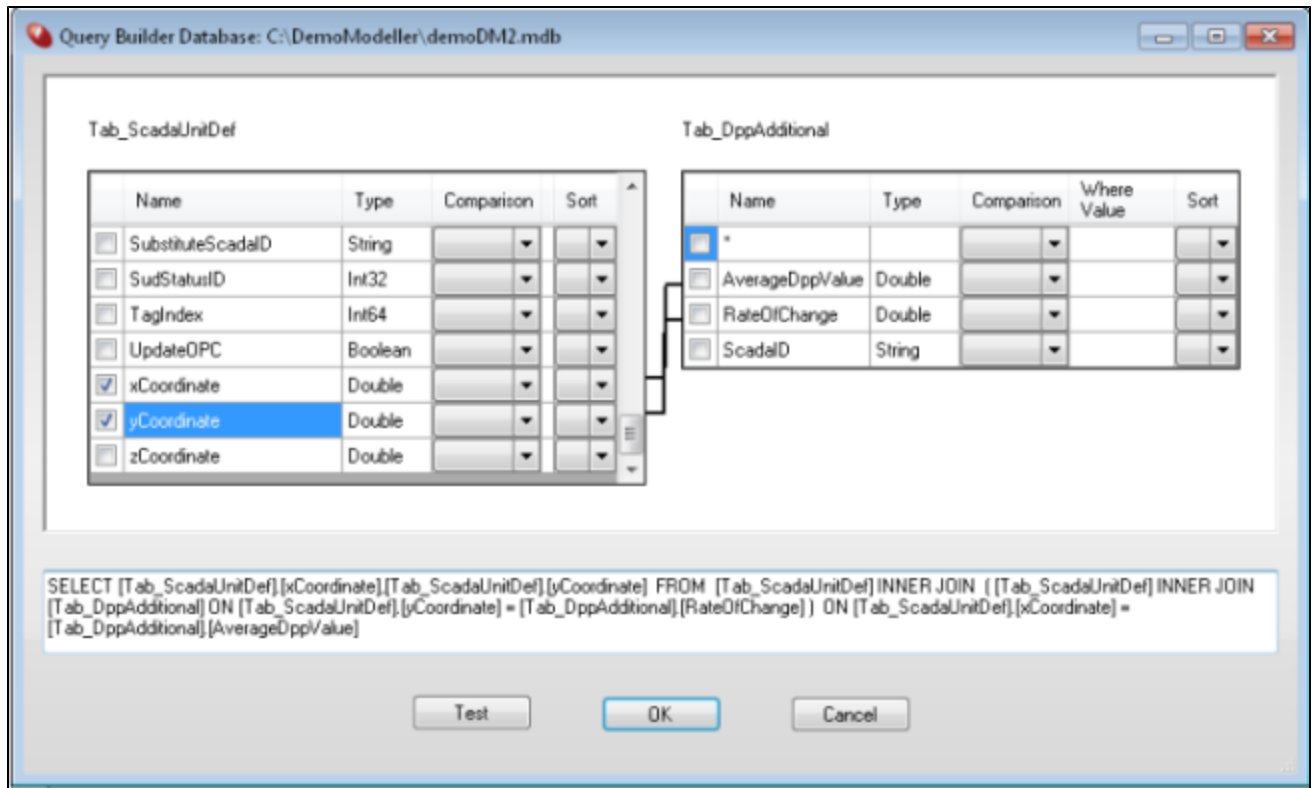 Query Builder Database: C:\DemoModeller\demoDM2.mdb
Tab_ScadaUnitDef
Name Type Comparison Sort
SubstituteScadaID String
SudStatusID Int32
TagIndex Int64
UpdateOPC Boolean
xCoordinate Double
yCoordinate Double
zCoordinate Double
Tab_DppAdditional
Name Type Comparison Where Value Sort
*
AverageDppValue Double
RateOfChange Double
ScadaID String
SELECT [Tab_ScadaUnitDef].[xCoordinate],[Tab_ScadaUnitDef].[yCoordinate] FROM [Tab_ScadaUnitDef] INNER JOIN ( [Tab_ScadaDef] INNER JOIN
[Tab_DppAdditional] ON [Tab_ScadaUnitDef].[yCoordinate] = [Tab_DppAdditional].[RateOfChange] ) ON [Tab_ScadaUnitDef].[xCoordinate] =
[Tab_DppAdditional].[AverageDppValue]
Test OK Cancel